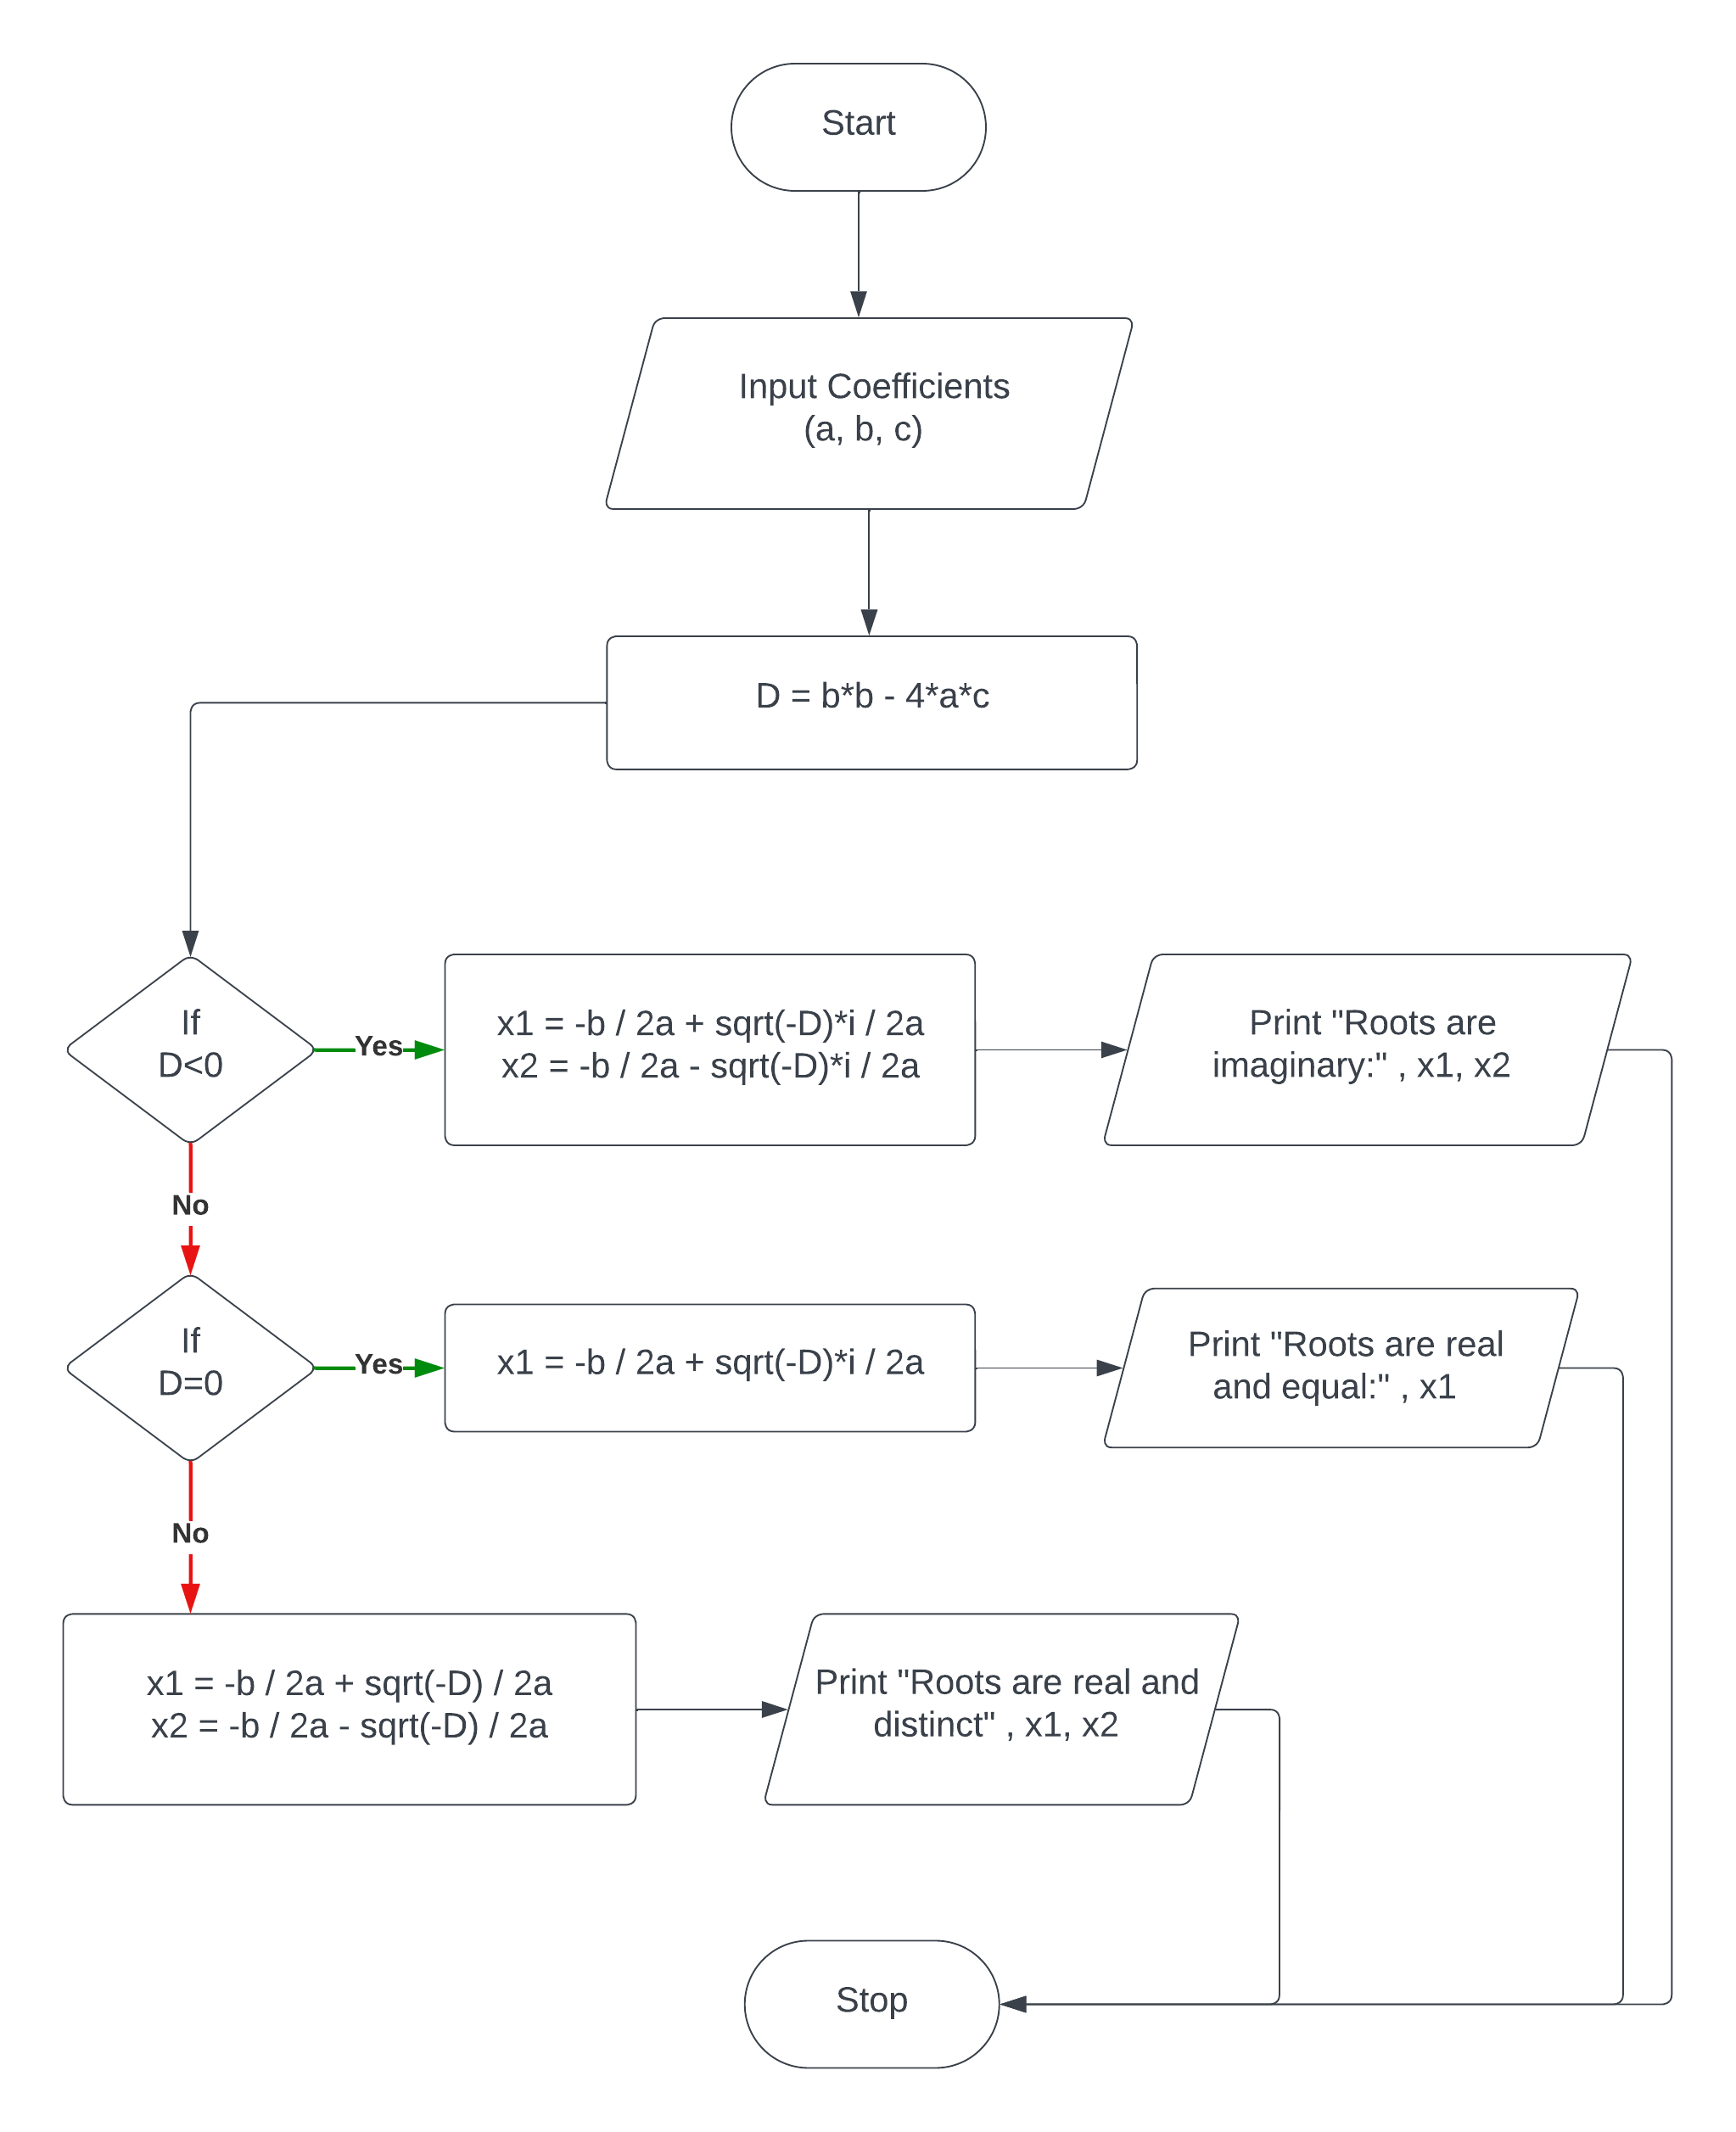 Start
Input Coefficients
(a, b, c)
D = b*b - 4*a*c
If
D<0
Yes
x1 = -b / 2a + sqrt(-D)*i / 2a
x2 = -b / 2a - sqrt(-D)*i / 2a
Print "Roots are
imaginary:" , x1, x2
No
If
D=0
Yes
x1 = -b / 2a + sqrt(-D)*i / 2a
Print "Roots are real
and equal:" , x1
No
x1 = -b / 2a + sqrt(-D) / 2a
x2 = -b / 2a - sqrt(-D) / 2a
Print "Roots are real and
distinct" , x1, x2
Stop